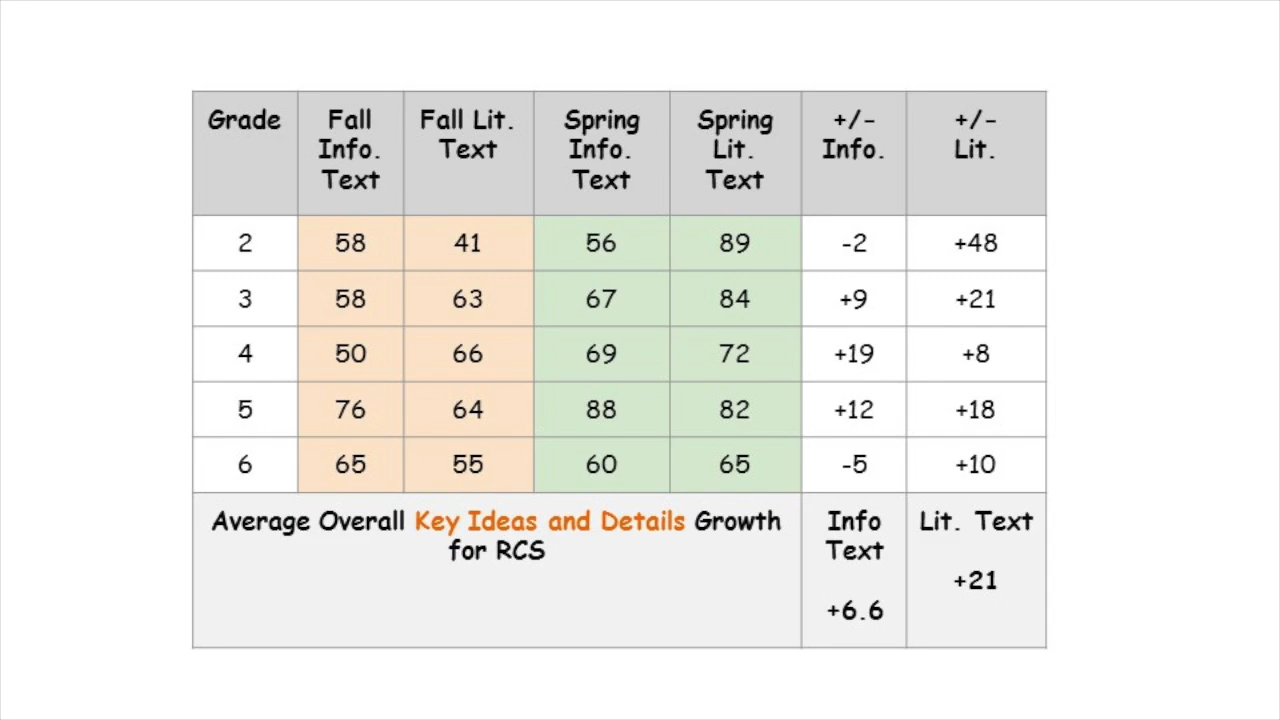 Grade Fall Info. Text Fall Lit. Text Spring Info. Text Spring Lit. Text +/- Info. +/- Lit.
2 58 41 56 89 -2 +48
3 58 63 67 84 +9 +21
4 50 66 69 72 +19 +8
5 76 64 88 82 +12 +18
6 65 55 60 65 -5 +10
Average Overall Key Ideas and Details Growth
for RCS
Info
Text
+6.6
Lit. Text
+21